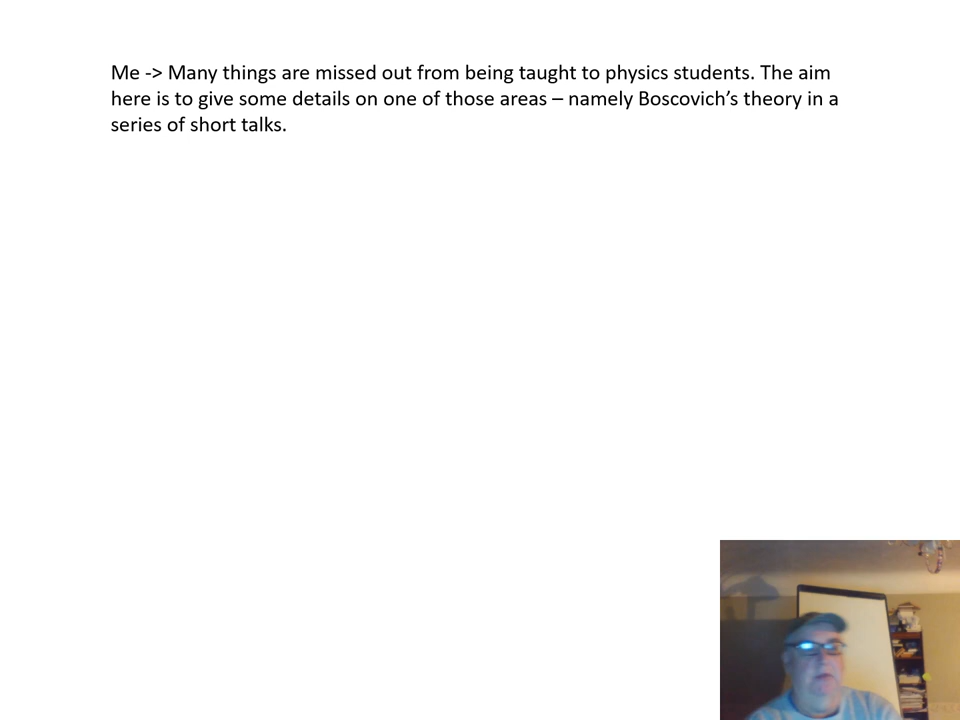 Me -> Many things are missed out from being taught to physics students. The aim
here is to give some details on one of those areas – namely Boscovich’s theory in a
series of short talks.